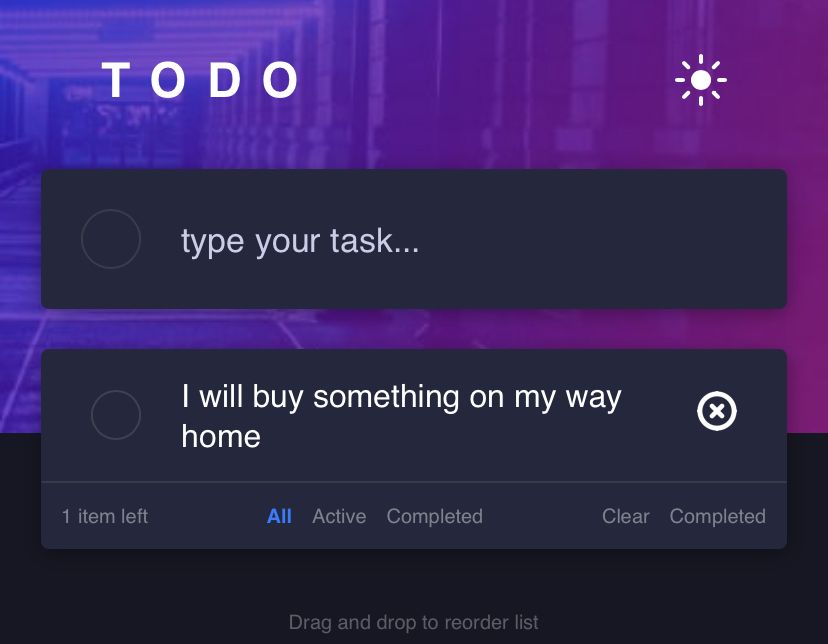 TODO
type your task...
I will buy something on my way
home
1 item left All Active Completed Clear Completed
Drag and drop to reorder list